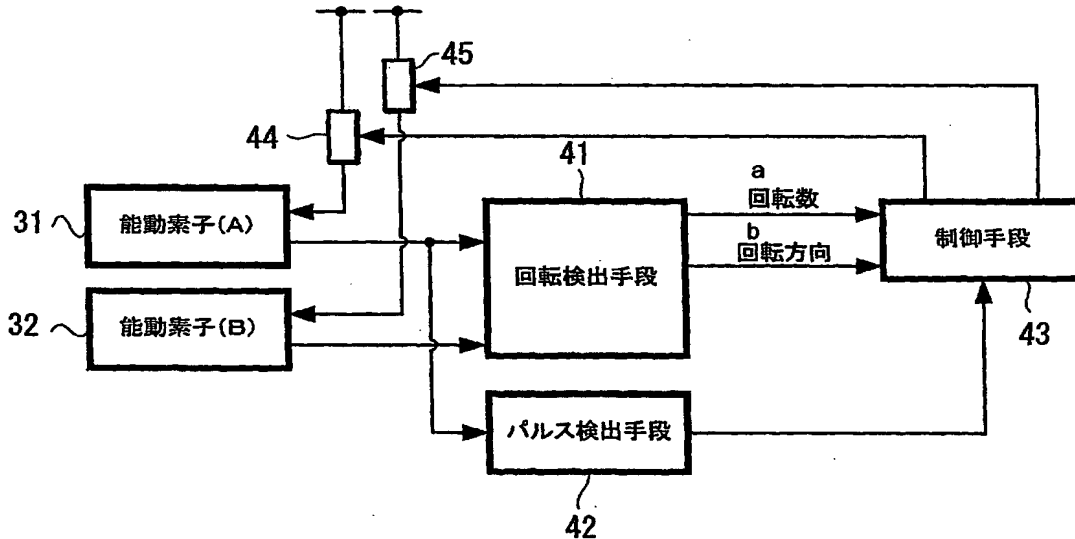 45
44
41
a
回転数
31
能動素子(A)
制御手段
b
回転方向
回転検出手段
32
能動素子(B)
43
パルス検出手段
42